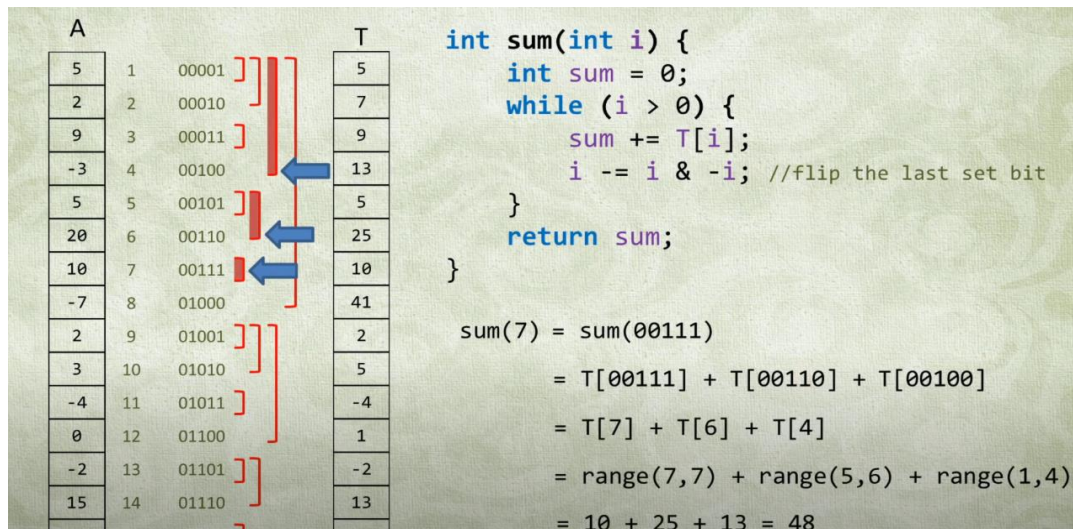 A T
5 1 00001 5
2 2 00010 7
9 3 00011 9
-3 4 00100 13
5 5 00101 5
20 6 00110 25
10 7 00111 10
-7 8 01000 41
2 9 01001 2
3 10 01010 5
-4 11 01011 -4
0 12 01100 1
-2 13 01101 -2
15 14 01110 13
int sum(int i) {
int sum = 0;
while (i > 0) {
sum += T[i];
i -= i & -i; //flip the last set bit
}
return sum;
}
sum(7) = sum(00111)
= T[00111] + T[00110] + T[00100]
= T[7] + T[6] + T[4]
= range(7,7) + range(5,6) + range(1,4)
= 10 + 25 + 13 = 48